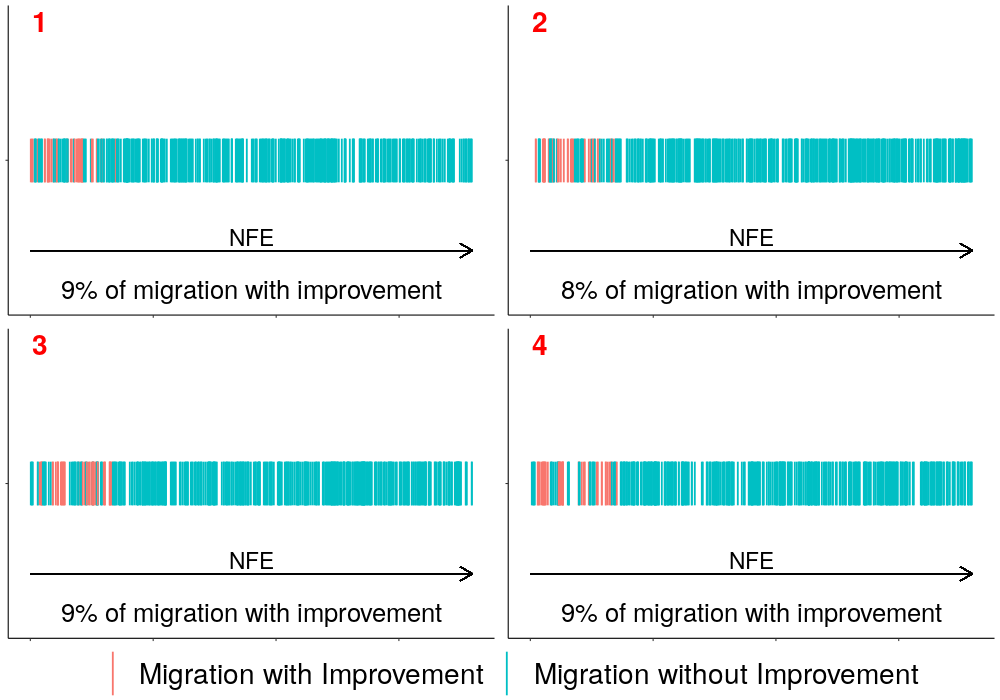 1
NFE
9% of migration with improvement
2
NFE
8% of migration with improvement
3
NFE
9% of migration with improvement
4
NFE
9% of migration with improvement
Migration with Improvement
Migration without Improvement